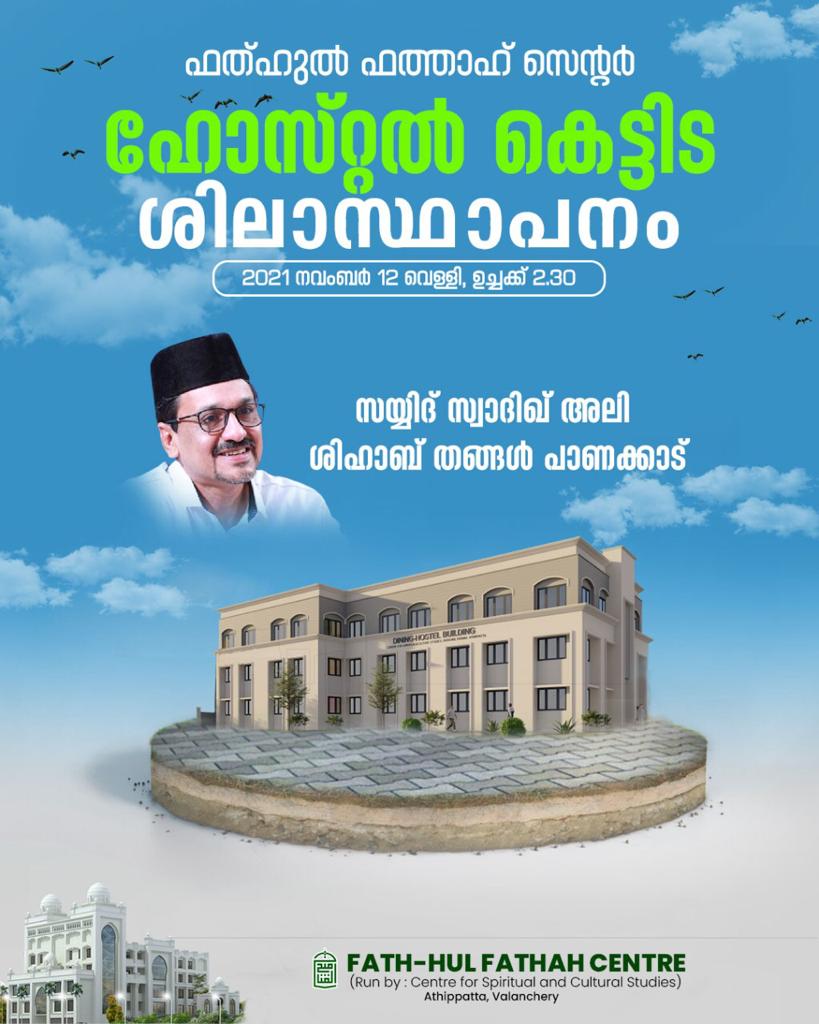 ഫത്ഹുൽ ഫത്താഹ് സെന്റർ
ഹോസ്റ്റൽ കെട്ടിട
ശിലാസ്ഥാപനം
2021 നവംബർ 12 വെള്ളി, ഉച്ചക്ക് 2.30
സയ്യിദ് സ്വാദിഖ് അലി
ശിഹാബ് തങ്ങൾ പാണക്കാട്
DINING-HOSTEL BUILDING
FATH-HUL FATHAH CENTRE
(Run by : Centre for Spiritual and Cultural Studies)
Athippatta, Valanchery